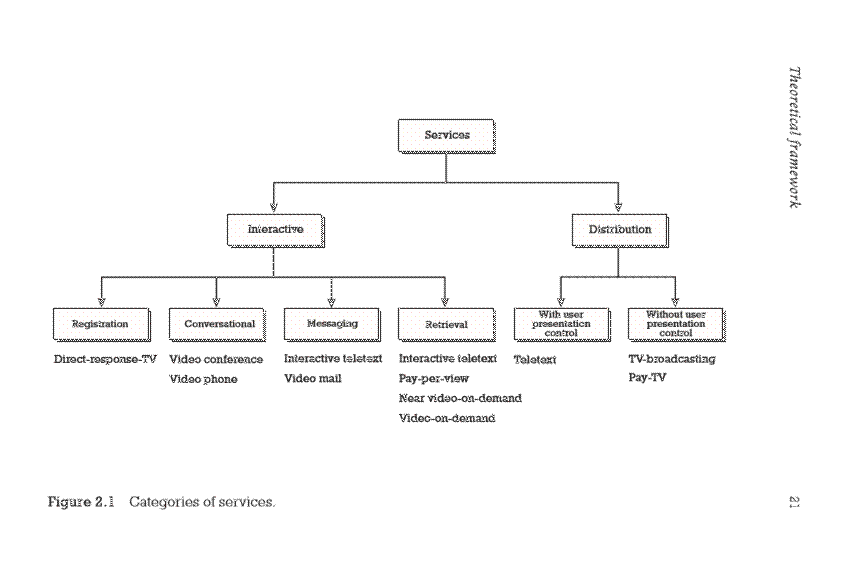 Theoretical framework
Services
Interactive
Distribution
Registration
Conversational
Messaging
Retrieval
With user
presentation
control
Without user
presentation
control
Direct-response-TV
Video conference
Video phone
Interactive teletext
Video mail
Interactive teletext
Pay-per-view
Near video-on-demand
Video-on-demand
Teletext
TV-broadcasting
Pay-TV
Figure 2.1 Categories of services.
21